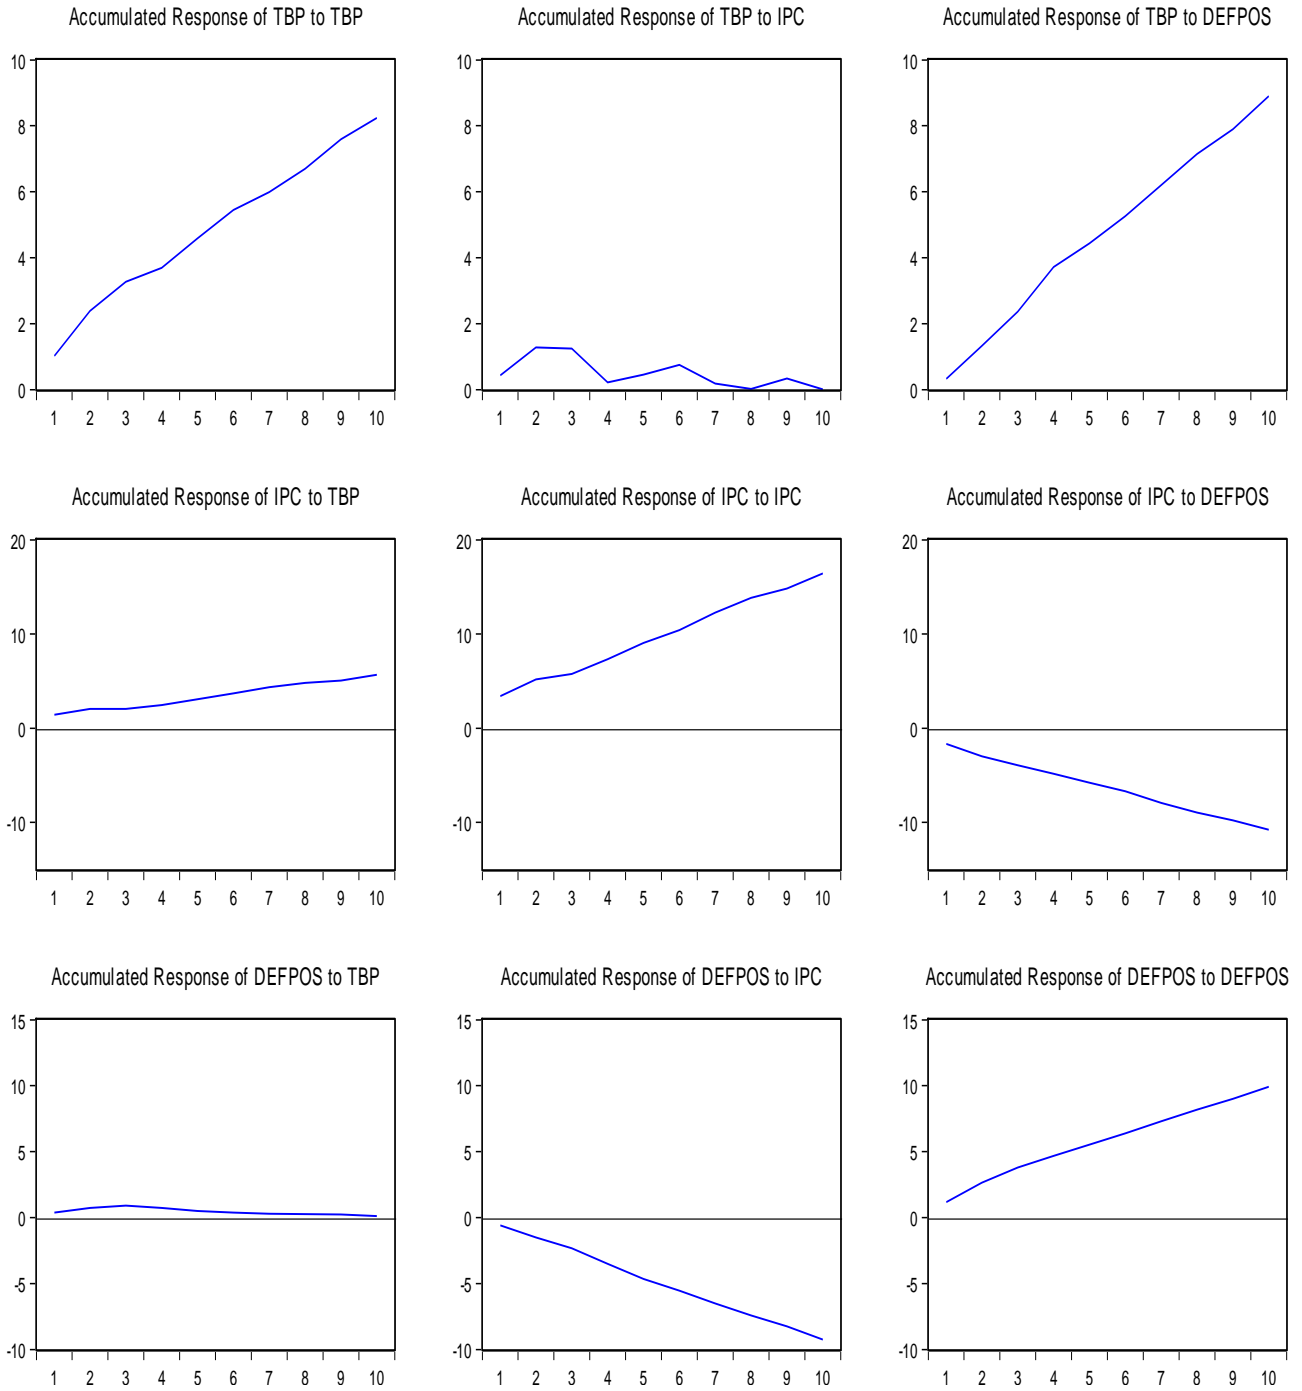 Accumulated Response of TBP to TBP
10
8
6
4
2
0
1 2 3 4 5 6 7 8 9 10
Accumulated Response of TBP to IPC
10
8
6
4
2
0
1 2 3 4 5 6 7 8 9 10
Accumulated Response of TBP to DEFPOS
10
8
6
4
2
0
1 2 3 4 5 6 7 8 9 10
Accumulated Response of IPC to TBP
20
10
0
-10
1 2 3 4 5 6 7 8 9 10
Accumulated Response of IPC to IPC
20
10
0
-10
1 2 3 4 5 6 7 8 9 10
Accumulated Response of IPC to DEFPOS
20
10
0
-10
1 2 3 4 5 6 7 8 9 10
Accumulated Response of DEFPOS to TBP
15
10
5
0
-5
-10
1 2 3 4 5 6 7 8 9 10
Accumulated Response of DEFPOS to IPC
15
10
5
0
-5
-10
1 2 3 4 5 6 7 8 9 10
Accumulated Response of DEFPOS to DEFPOS
15
10
5
0
-5
-10
1 2 3 4 5 6 7 8 9 10